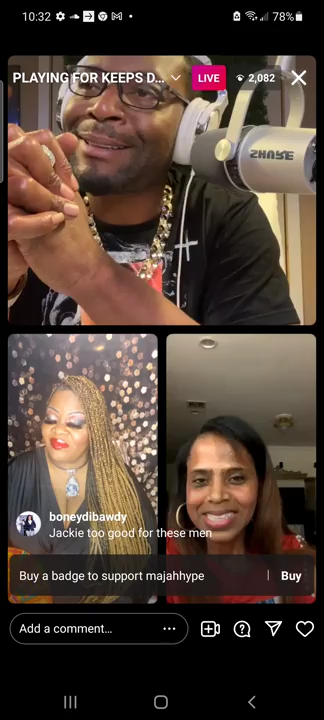 10:32 78%
PLAYING FOR KEEPS D... LIVE 2,082
SHURE
boneydibawdy
Jackie too good for these men
Buy a badge to support majahhype | Buy
Add a comment...